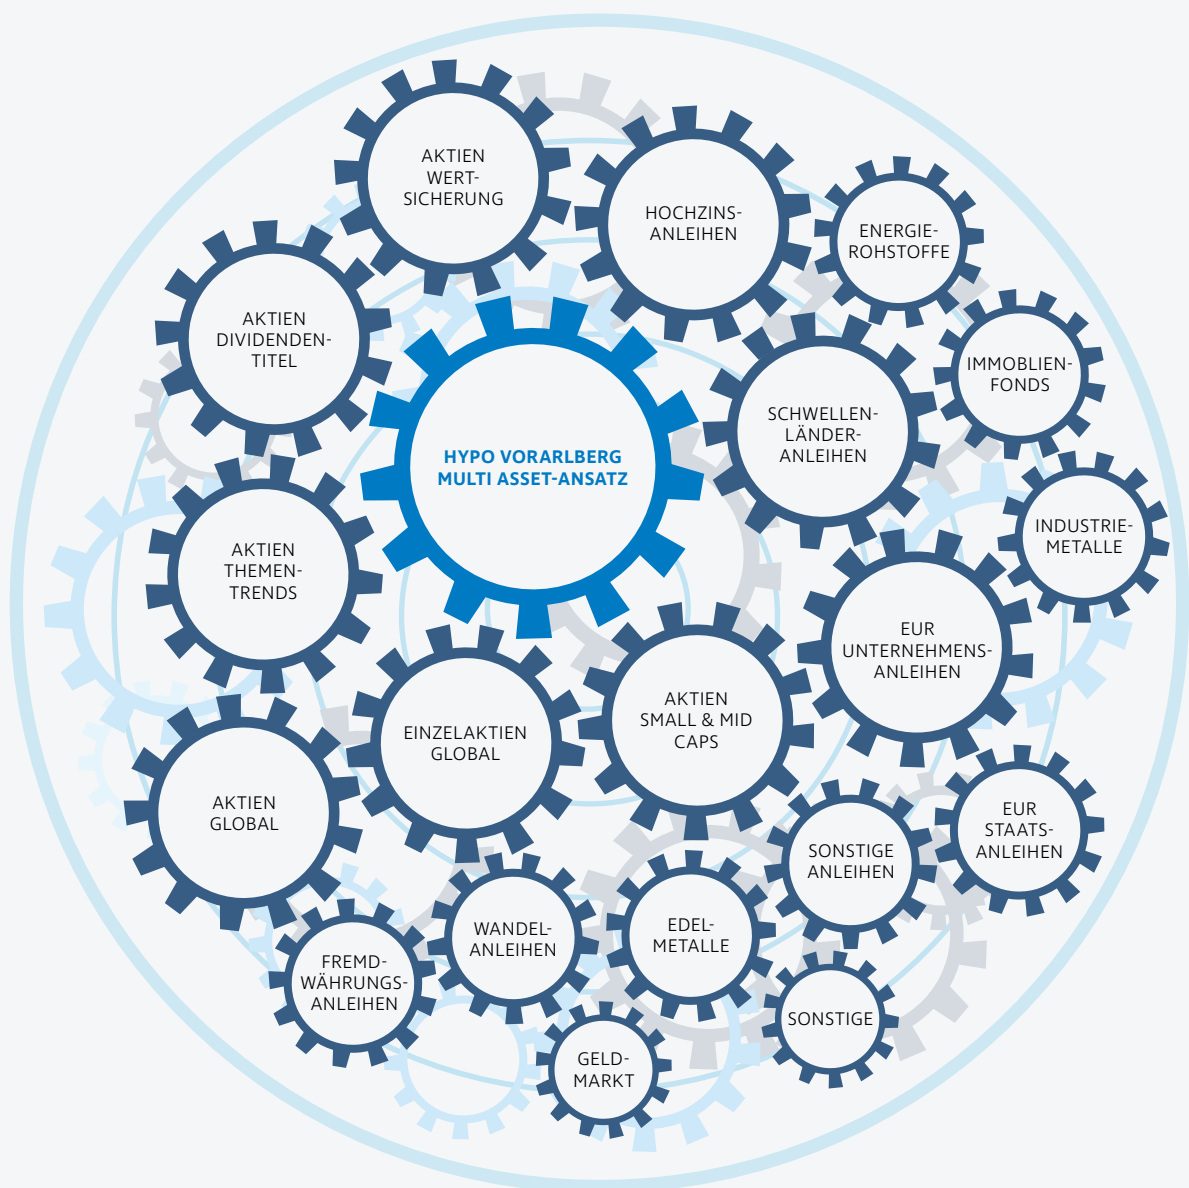 AKTIEN
WERT-
SICHERUNG
HOCHZINS-
ANLEIHEN
ENERGIE-
ROHSTOFFE
AKTIEN
DIVIDENDEN-
TITEL
IMMOBLIEN-
FONDS
HYPO VORARLBERG
MULTI ASSET-ANSATZ
SCHWELLEN-
LÄNDER-
ANLEIHEN
INDUSTRIE-
METALLE
AKTIEN
THEMEN-
TRENDS
EUR
UNTERNEHMENS-
ANLEIHEN
EINZELAKTIEN
GLOBAL
AKTIEN
SMALL & MID
CAPS
AKTIEN
GLOBAL
EUR
STAATS-
ANLEIHEN
SONSTIGE
ANLEIHEN
WANDEL-
ANLEIHEN
EDEL-
METALLE
FREMD-
WÄHRUNGS-
ANLEIHEN
SONSTIGE
GELD-
MARKT